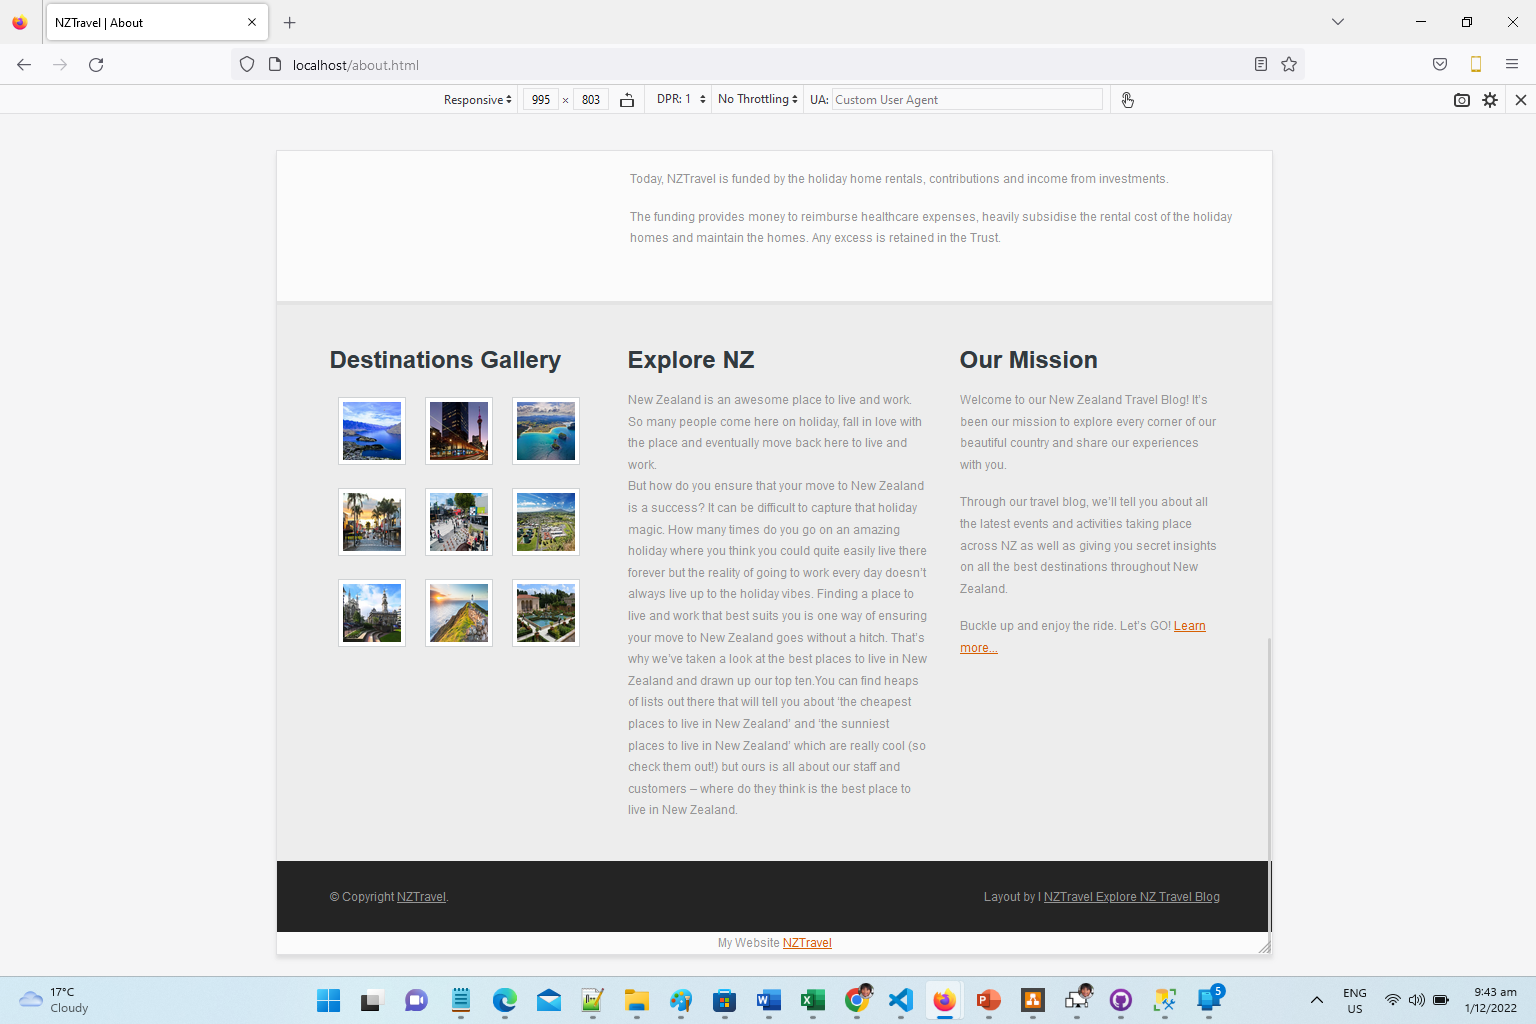 NZTravel | About
localhost/about.html
Responsive 995 × 803 DPR: 1 No Throttling UA: Custom User Agent
Today, NZTravel is funded by the holiday home rentals, contributions and income from investments.
The funding provides money to reimburse healthcare expenses, heavily subsidise the rental cost of the holiday
homes and maintain the homes. Any excess is retained in the Trust.
Destinations Gallery
Explore NZ
New Zealand is an awesome place to live and work.
So many people come here on holiday, fall in love with
the place and eventually move back here to live and
work.
But how do you ensure that your move to New Zealand
is a success? It can be difficult to capture that holiday
magic. How many times do you go on an amazing
holiday where you think you could quite easily live there
forever but the reality of going to work every day doesn’t
always live up to the holiday vibes. Finding a place to
live and work that best suits you is one way of ensuring
your move to New Zealand goes without a hitch. That’s
why we’ve taken a look at the best places to live in New
Zealand and drawn up our top ten.You can find heaps
of lists out there that will tell you about ‘the cheapest
places to live in New Zealand’ and ‘the sunniest
places to live in New Zealand’ which are really cool (so
check them out!) but ours is all about our staff and
customers – where do they think is the best place to
live in New Zealand.
Our Mission
Welcome to our New Zealand Travel Blog! It’s
been our mission to explore every corner of our
beautiful country and share our experiences
with you.
Through our travel blog, we’ll tell you about all
the latest events and activities taking place
across NZ as well as giving you secret insights
on all the best destinations throughout New
Zealand.
Buckle up and enjoy the ride. Let’s GO! Learn
more...
© Copyright NZTravel.
Layout by I NZTravel Explore NZ Travel Blog
My Website NZTravel
17°C
Cloudy
5
ENG
US
9:43 am
1/12/2022